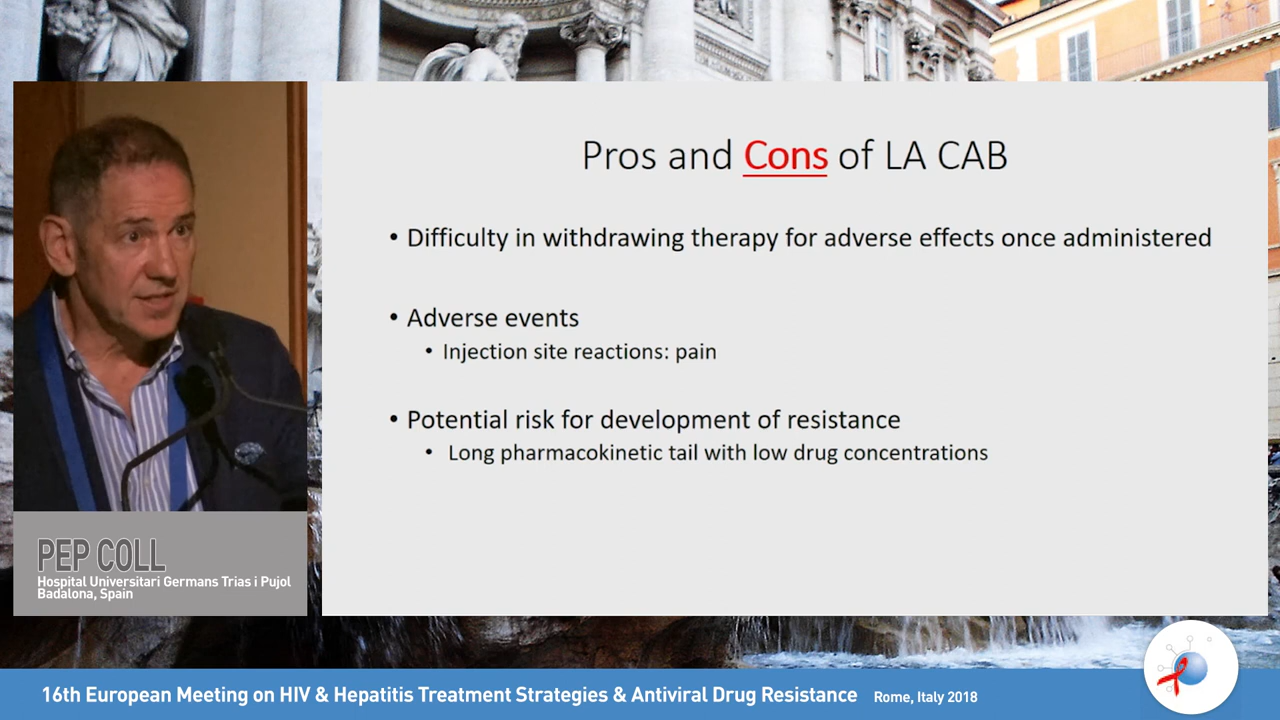 Pros and Cons of LA CAB
• Difficulty in withdrawing therapy for adverse effects once administered
• Adverse events
• Injection site reactions: pain
• Potential risk for development of resistance
• Long pharmacokinetic tail with low drug concentrations
PEP COLL
Hospital Universitari Germans Trias i Pujol
Badalona, Spain
16th European Meeting on HIV & Hepatitis Treatment Strategies & Antiviral Drug Resistance Rome, Italy 2018